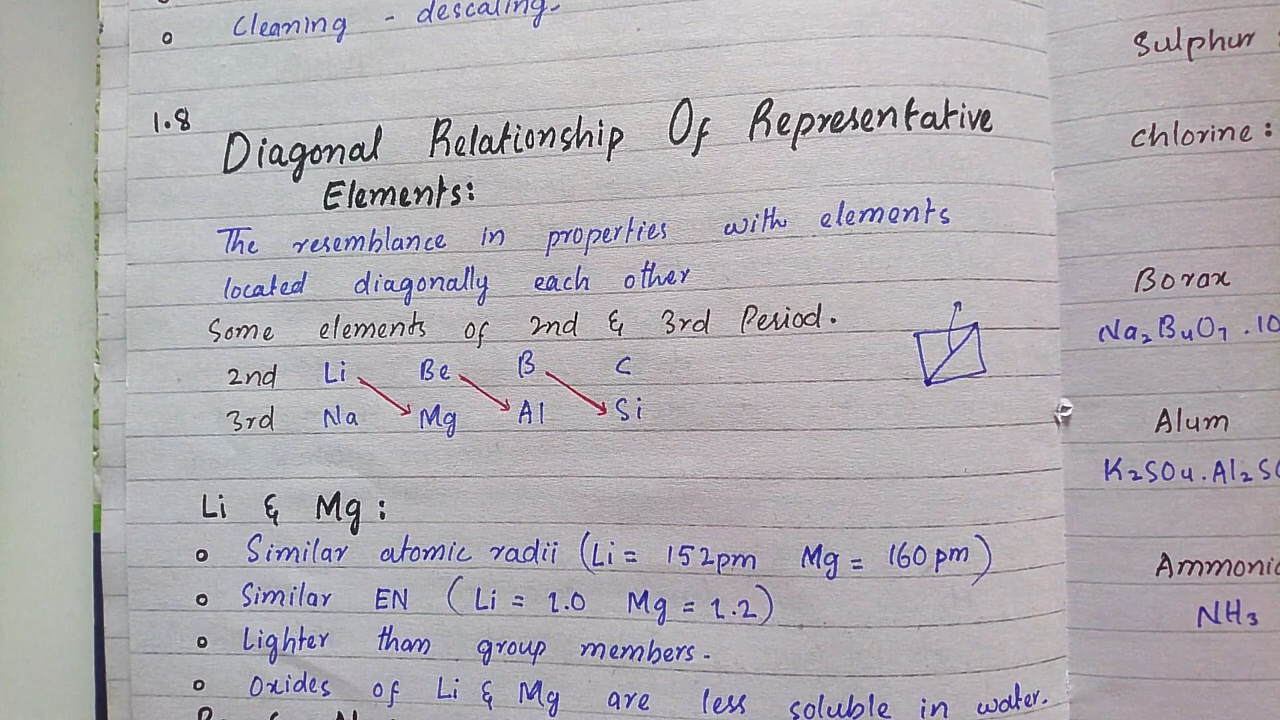 Cleaning - descaling.
1.8
Diagonal Relationship Of Representative
Elements:
The resemblance in properties with elements
located diagonally each other
Some elements of 2nd & 3rd Period.
2nd Li Be B C
3rd Na Mg Al Si
Li & Mg:
Similar atomic radii (Li = 152pm Mg = 160pm)
Similar EN (Li = 1.0 Mg = 1.2)
Lighter than group members.
Oxides of Li & Mg are less soluble in water.
Sulphur
chlorine:
Borax
Na₂B₄O₇.10
Alum
K₂SO₄.Al₂S
Ammonic
NH₃